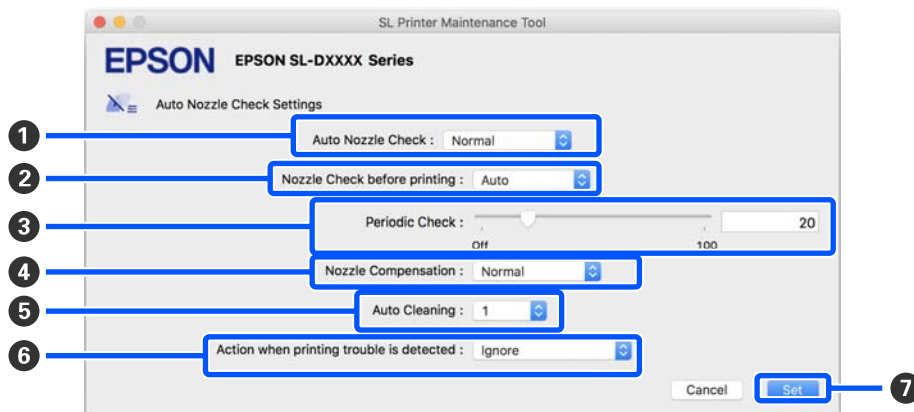 SL Printer Maintenance Tool
EPSON EPSON SL-DXXXX Series
Auto Nozzle Check Settings
1 Auto Nozzle Check : Normal
2 Nozzle Check before printing : Auto
3 Periodic Check : 20
Off 100
4 Nozzle Compensation : Normal
5 Auto Cleaning : 1
6 Action when printing trouble is detected : Ignore
Cancel Set 7